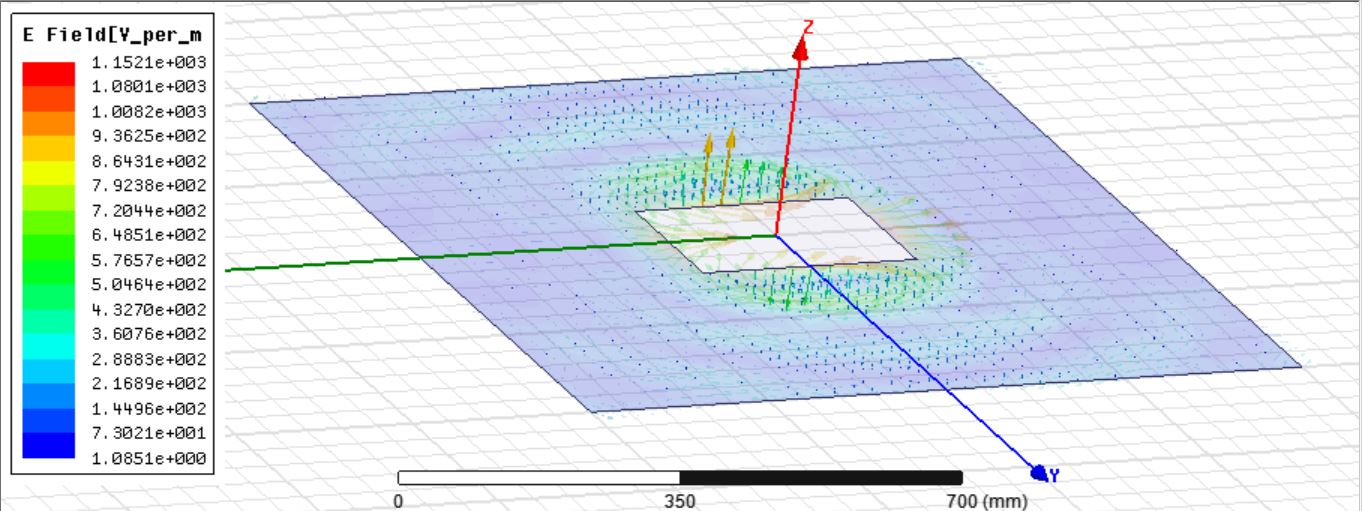 E Field[V_per_m
1.1521e+003
1.0801e+003
1.0082e+003
9.3625e+002
8.6431e+002
7.9238e+002
7.2044e+002
6.4851e+002
5.7657e+002
5.0464e+002
4.3270e+002
3.6076e+002
2.8883e+002
2.1689e+002
1.4496e+002
7.3021e+001
1.0851e+000
Z
Y
0 350 700 (mm)